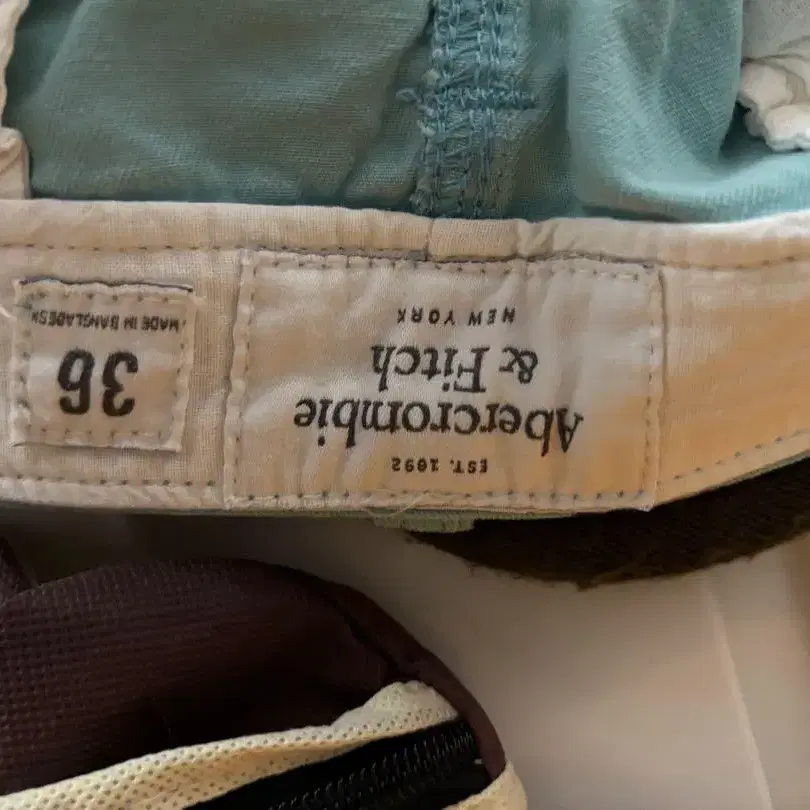 EST. 1892
Abercrombie
& Fitch
NEW YORK
36
MADE IN BANGLADESH